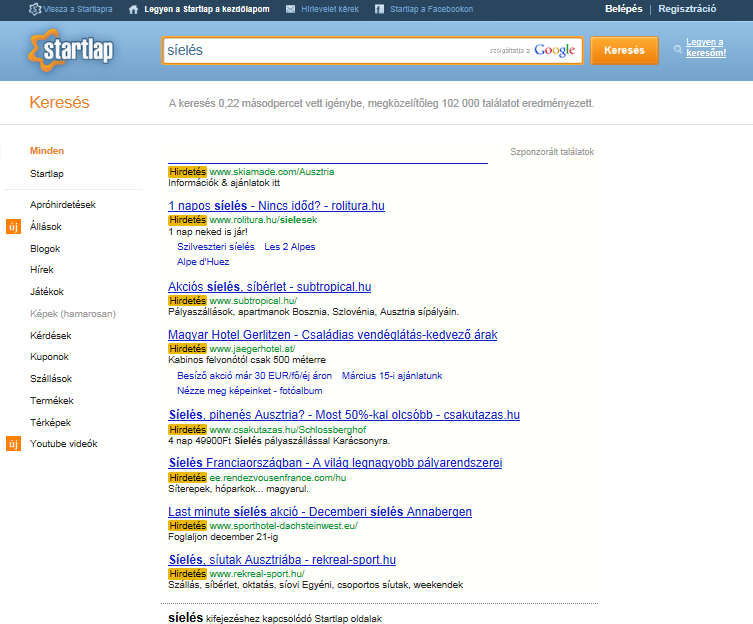 Vissza a Startlapra Legyen a Startlap a kezdőlapom Hírlevelet kérek Startlap a Facebookon Belépés | Regisztráció
startlap síelés szolgáltatja a Google Keresés Legyen a
keresőm!
Keresés A keresés 0,22 másodpercet vett igénybe, megközelítőleg 102 000 találatot eredményezett.
Minden
Startlap
Apróhirdetések
új Állások
Blogok
Hírek
Játékok
Képek (hamarosan)
Kérdések
Kuponok
Szállások
Termékek
Térképek
új Youtube videók
Szponzorált találatok
Hirdetés www.skiamade.com/Ausztria
Információk & ajánlatok itt
1 napos síelés - Nincs időd? - rolitura.hu
Hirdetés www.rolitura.hu/sielesek
1 nap neked is jár!
Szilveszteri síelés Les 2 Alpes
Alpe d'Huez
Akciós síelés, síbérlet - subtropical.hu
Hirdetés www.subtropical.hu/
Pályaszállások, apartmanok Bosznia, Szlovénia, Ausztria sípályáin.
Magyar Hotel Gerlitzen - Családias vendéglátás-kedvező árak
Hirdetés www.jaegerhotel.at/
Kabinos felvonótól csak 500 méterre
Besíző akció már 30 EUR/fő/éj áron Március 15-i ajánlatunk
Nézze meg képeinket - fotóalbum
Síelés, pihenés Ausztria? - Most 50%-kal olcsóbb - csakutazas.hu
Hirdetés www.csakutazas.hu/Schlossberghof
4 nap 49900Ft Síelés pályaszállással Karácsonyra.
Síelés Franciaországban - A világ legnagyobb pályarendszerei
Hirdetés ee.rendezvousenfrance.com/hu
Síterepek, hóparkok... magyarul.
Last minute síelés akció - Decemberi síelés Annabergen
Hirdetés www.sporthotel-dachsteinwest.eu/
Foglaljon december 21-ig
Síelés, síutak Ausztriába - rekreal-sport.hu
Hirdetés www.rekreal-sport.hu/
Szállás, síbérlet, oktatás, síovi Egyéni, csoportos síutak, weekendek
síelés kifejezéshez kapcsolódó Startlap oldalak